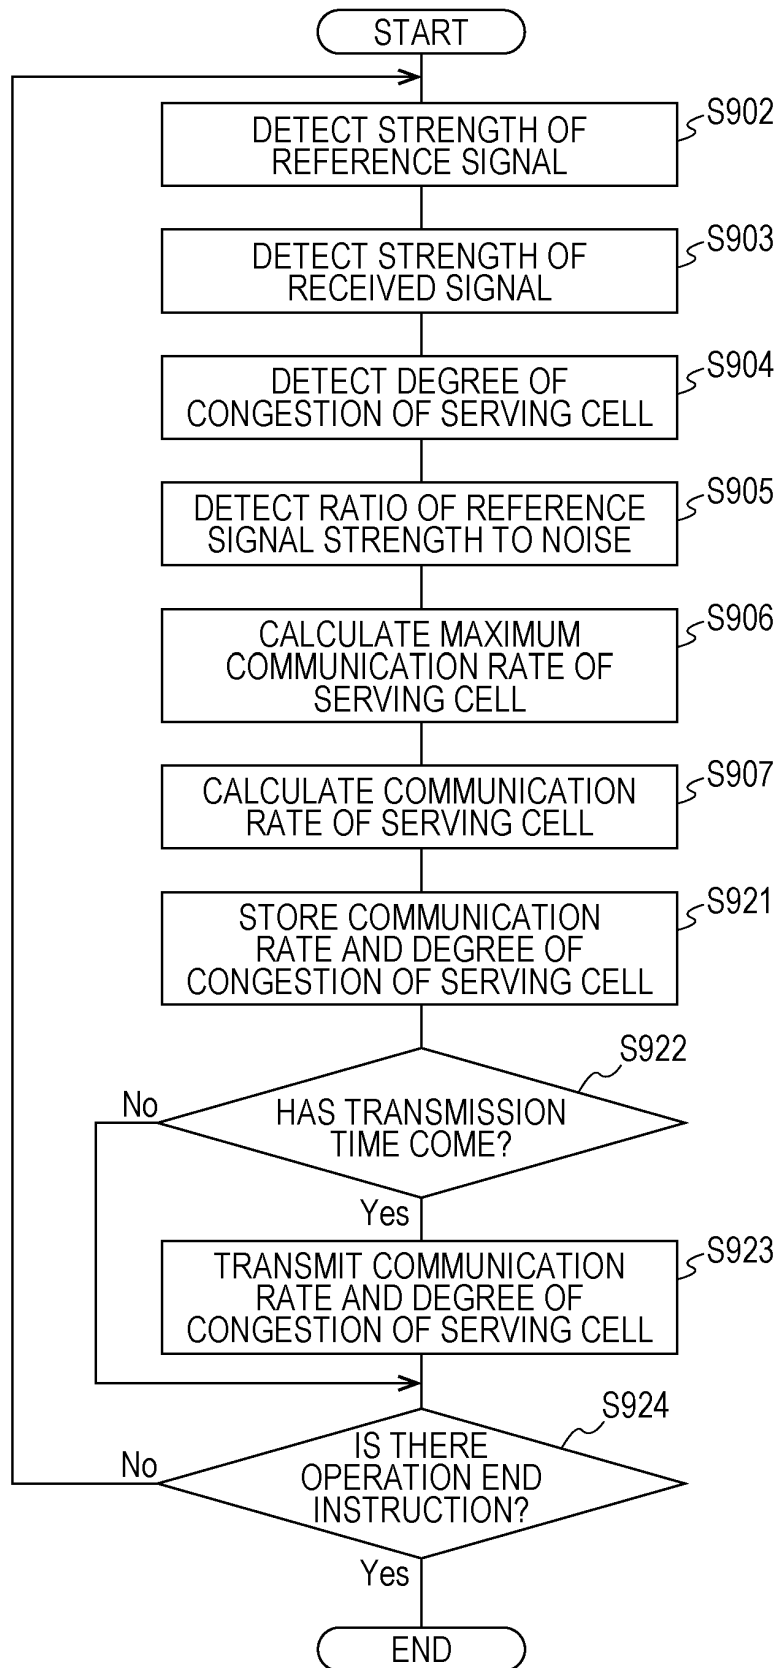 START
S902
DETECT STRENGTH OF
REFERENCE SIGNAL
S903
DETECT STRENGTH OF
RECEIVED SIGNAL
S904
DETECT DEGREE OF
CONGESTION OF SERVING CELL
S905
DETECT RATIO OF REFERENCE
SIGNAL STRENGTH TO NOISE
S906
CALCULATE MAXIMUM
COMMUNICATION RATE OF
SERVING CELL
S907
CALCULATE COMMUNICATION
RATE OF SERVING CELL
S921
STORE COMMUNICATION
RATE AND DEGREE OF
CONGESTION OF SERVING CELL
S922
No
HAS TRANSMISSION
TIME COME?
Yes
S923
TRANSMIT COMMUNICATION
RATE AND DEGREE OF
CONGESTION OF SERVING CELL
S924
No
IS THERE
OPERATION END
INSTRUCTION?
Yes
END